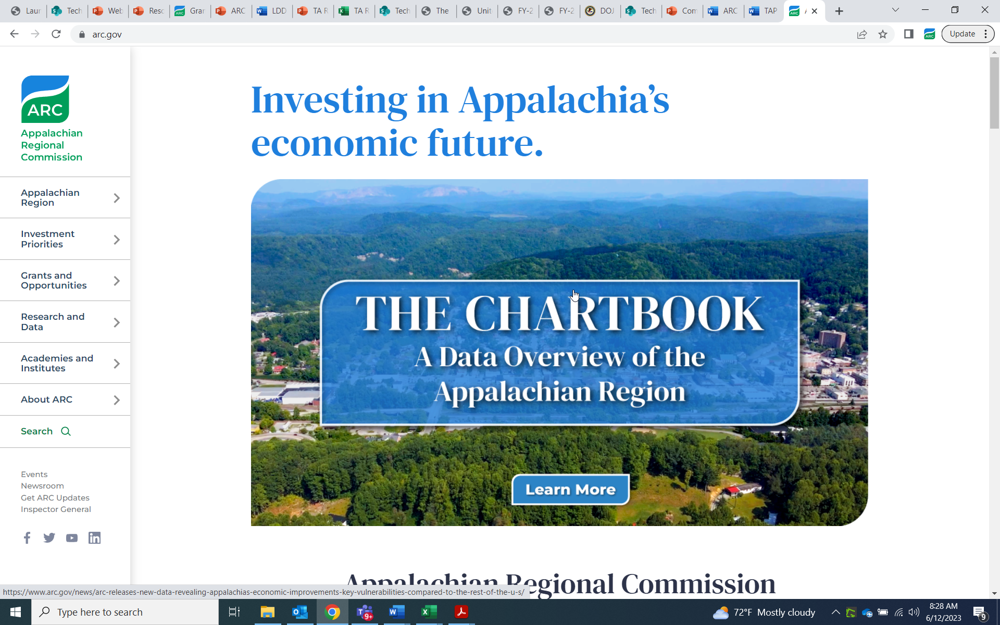 Laur
Tech
Web
Resc
Grar
ARC
LDD
TA R
TA R
Tech
The
Unit
FY-2
FY-2
DOJ
Tech
Com
ARC
TAP
arc.gov
Update
ARC
Appalachian
Regional
Commission
Appalachian
Region
Investment
Priorities
Grants and
Opportunities
Research and
Data
Academies and
Institutes
About ARC
Search
Events
Newsroom
Get ARC Updates
Inspector General
Investing in Appalachia’s
economic future.
THE CHARTBOOK
A Data Overview of the
Appalachian Region
Learn More
Appalachian Regional Commission
https://www.arc.gov/news/arc-releases-new-data-revealing-appalachias-economic-improvements-key-vulnerabilities-compared-to-the-rest-of-the-u-s/
Type here to search
9+
72°F Mostly cloudy
8:28 AM
6/12/2023
9